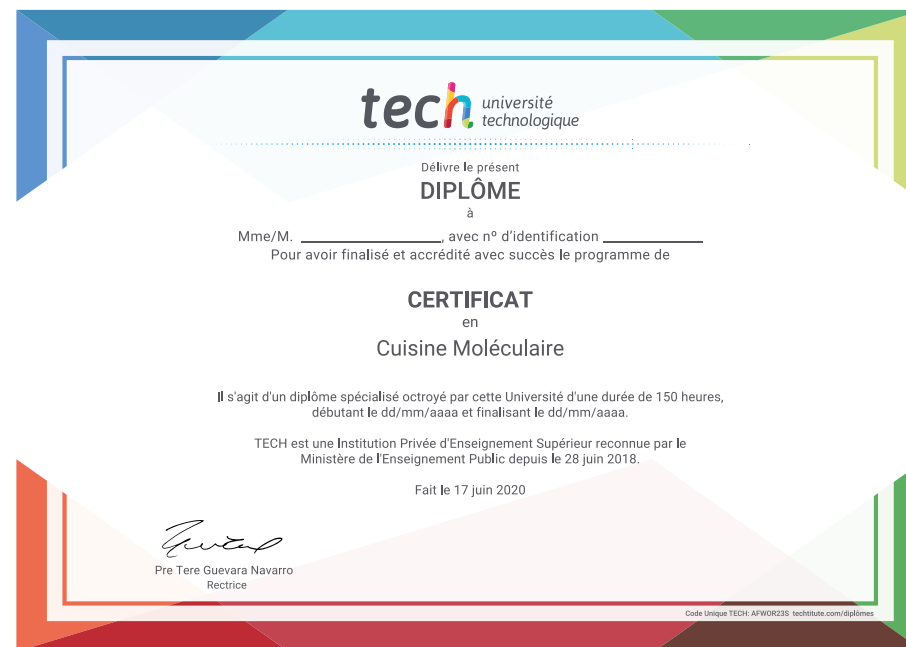 tech université
technologique
Délivre le présent
DIPLÔME
à
Mme/M. ____________________, avec nº d'identification ______________
Pour avoir finalisé et accrédité avec succès le programme de
CERTIFICAT
en
Cuisine Moléculaire
Il s'agit d'un diplôme spécialisé octroyé par cette Université d'une durée de 150 heures,
débutant le dd/mm/aaaa et finalisant le dd/mm/aaaa.
TECH est une Institution Privée d'Enseignement Supérieur reconnue par le
Ministère de l'Enseignement Public depuis le 28 juin 2018.
Fait le 17 juin 2020
Pre Tere Guevara Navarro
Rectrice
Code Unique TECH: AFWOR23S techtitute.com/diplômes